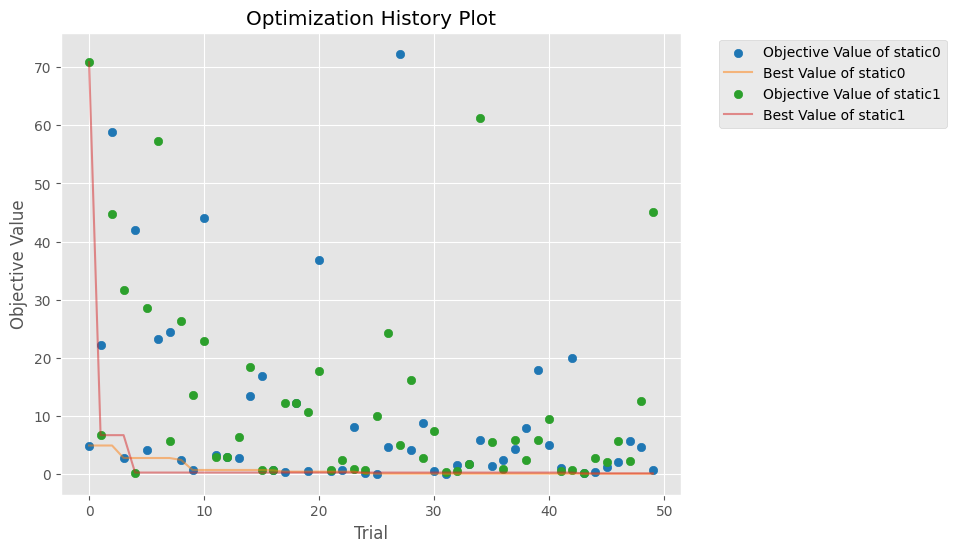 Optimization History Plot
Objective Value of static0
Best Value of static0
Objective Value of static1
Best Value of static1
Objective Value
70
60
50
40
30
20
10
0
0 10 20 30 40 50
Trial